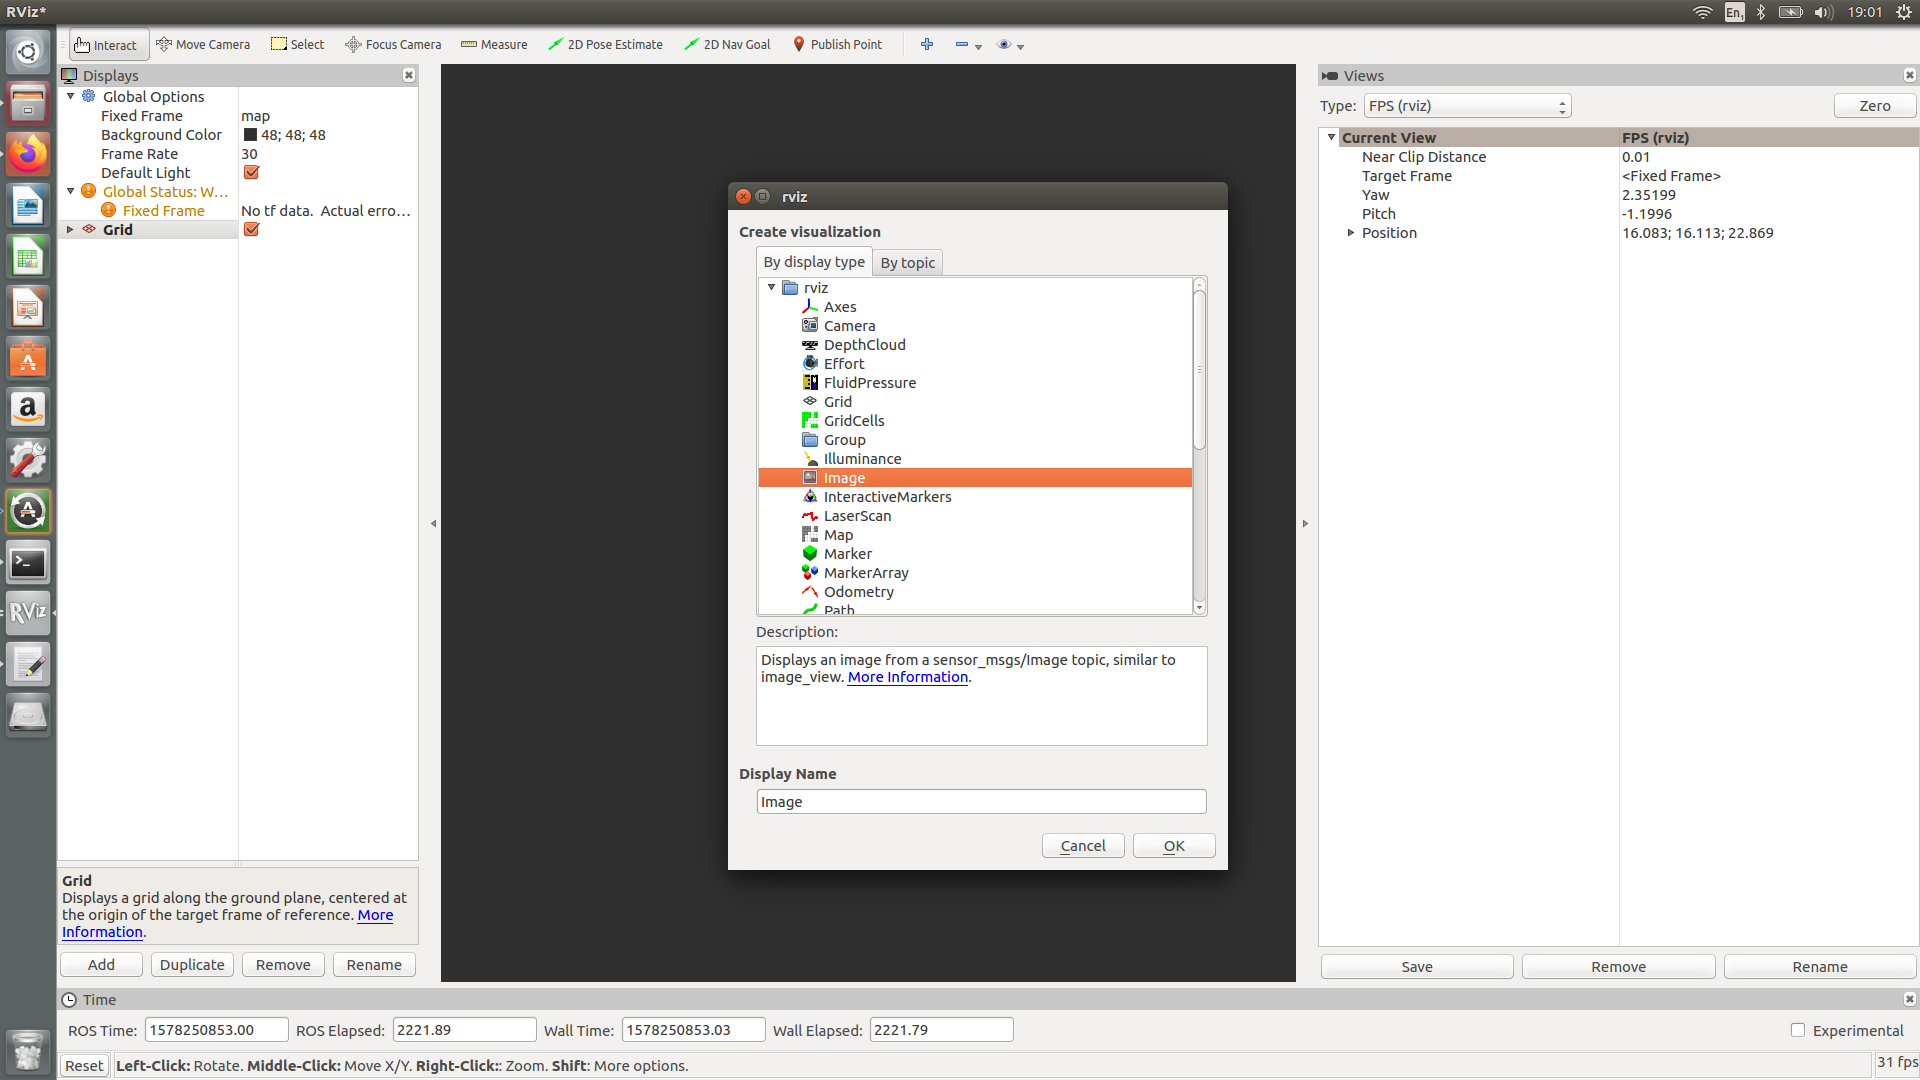 RViz*
En1 19:01
Interact Move Camera Select Focus Camera Measure 2D Pose Estimate 2D Nav Goal Publish Point
Displays
Global Options
Fixed Frame map
Background Color 48; 48; 48
Frame Rate 30
Default Light
Global Status: W...
Fixed Frame No tf data. Actual erro...
Grid
Grid
Displays a grid along the ground plane, centered at
the origin of the target frame of reference. More
Information.
Add Duplicate Remove Rename
rviz
Create visualization
By display type By topic
rviz
Axes
Camera
DepthCloud
Effort
FluidPressure
Grid
GridCells
Group
Illuminance
Image
InteractiveMarkers
LaserScan
Map
Marker
MarkerArray
Odometry
Path
Description:
Displays an image from a sensor_msgs/Image topic, similar to
image_view. More Information.
Display Name
Image
Cancel OK
Views
Type: FPS (rviz) Zero
Current View FPS (rviz)
Near Clip Distance 0.01
Target Frame <Fixed Frame>
Yaw 2.35199
Pitch -1.1996
Position 16.083; 16.113; 22.869
Save Remove Rename
Time
ROS Time: 1578250853.00 ROS Elapsed: 2221.89 Wall Time: 1578250853.03 Wall Elapsed: 2221.79 Experimental
Reset Left-Click: Rotate. Middle-Click: Move X/Y. Right-Click:: Zoom. Shift: More options. 31 fps
a
>_
RViz